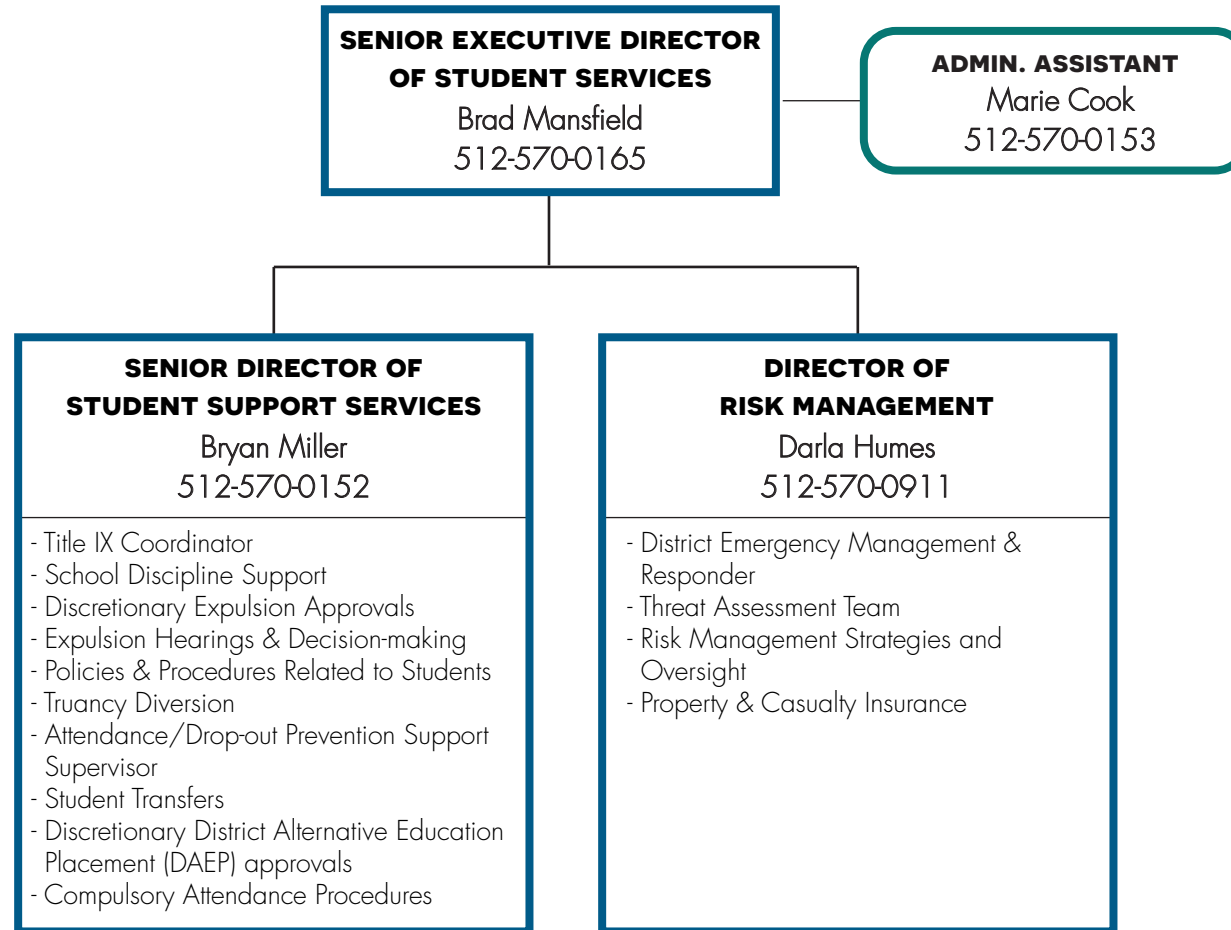 SENIOR EXECUTIVE DIRECTOR
OF STUDENT SERVICES
Brad Mansfield
512-570-0165
ADMIN. ASSISTANT
Marie Cook
512-570-0153
SENIOR DIRECTOR OF
STUDENT SUPPORT SERVICES
Bryan Miller
512-570-0152
- Title IX Coordinator
- School Discipline Support
- Discretionary Expulsion Approvals
- Expulsion Hearings & Decision-making
- Policies & Procedures Related to Students
- Truancy Diversion
- Attendance/Drop-out Prevention Support
Supervisor
- Student Transfers
- Discretionary District Alternative Education
Placement (DAEP) approvals
- Compulsory Attendance Procedures
DIRECTOR OF
RISK MANAGEMENT
Darla Humes
512-570-0911
- District Emergency Management &
Responder
- Threat Assessment Team
- Risk Management Strategies and
Oversight
- Property & Casualty Insurance